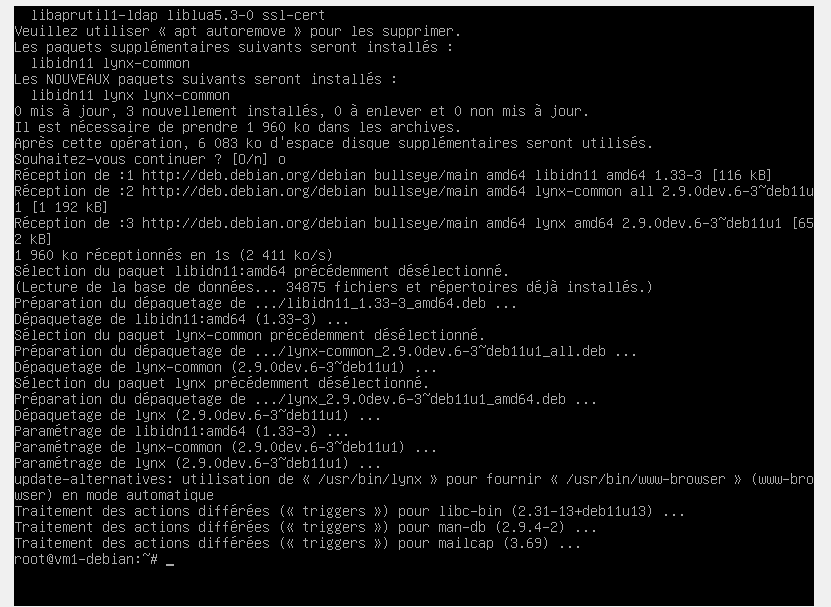 libaprutil1-ldap liblua5.3-0 ssl-cert
Veuillez utiliser « apt autoremove » pour les supprimer.
Les paquets supplémentaires suivants seront installés :
libidn11 lynx-common
Les NOUVEAUX paquets suivants seront installés :
libidn11 lynx lynx-common
0 mis à jour, 3 nouvellement installés, 0 à enlever et 0 non mis à jour.
Il est nécessaire de prendre 1 960 ko dans les archives.
Après cette opération, 6 083 ko d'espace disque supplémentaires seront utilisés.
Souhaitez-vous continuer ? [O/n] o
Réception de :1 http://deb.debian.org/debian bullseye/main amd64 libidn11 amd64 1.33-3 [116 kB]
Réception de :2 http://deb.debian.org/debian bullseye/main amd64 lynx-common all 2.9.0dev.6-3~deb11u
1 [1 192 kB]
Réception de :3 http://deb.debian.org/debian bullseye/main amd64 lynx amd64 2.9.0dev.6-3~deb11u1 [65
2 kB]
1 960 ko réceptionnés en 1s (2 411 ko/s)
Sélection du paquet libidn11:amd64 précédemment désélectionné.
(Lecture de la base de données... 34875 fichiers et répertoires déjà installés.)
Préparation du dépaquetage de .../libidn11_1.33-3_amd64.deb ...
Dépaquetage de libidn11:amd64 (1.33-3) ...
Sélection du paquet lynx-common précédemment désélectionné.
Préparation du dépaquetage de .../lynx-common_2.9.0dev.6-3~deb11u1_all.deb ...
Dépaquetage de lynx-common (2.9.0dev.6-3~deb11u1) ...
Sélection du paquet lynx précédemment désélectionné.
Préparation du dépaquetage de .../lynx_2.9.0dev.6-3~deb11u1_amd64.deb ...
Dépaquetage de lynx (2.9.0dev.6-3~deb11u1) ...
Paramétrage de libidn11:amd64 (1.33-3) ...
Paramétrage de lynx-common (2.9.0dev.6-3~deb11u1) ...
Paramétrage de lynx (2.9.0dev.6-3~deb11u1) ...
update-alternatives: utilisation de « /usr/bin/lynx » pour fournir « /usr/bin/www-browser » (www-bro
wser) en mode automatique
Traitement des actions différées (« triggers ») pour libc-bin (2.31-13+deb11u13) ...
Traitement des actions différées (« triggers ») pour man-db (2.9.4-2) ...
Traitement des actions différées (« triggers ») pour mailcap (3.69) ...
root@vm1-debian:~# _